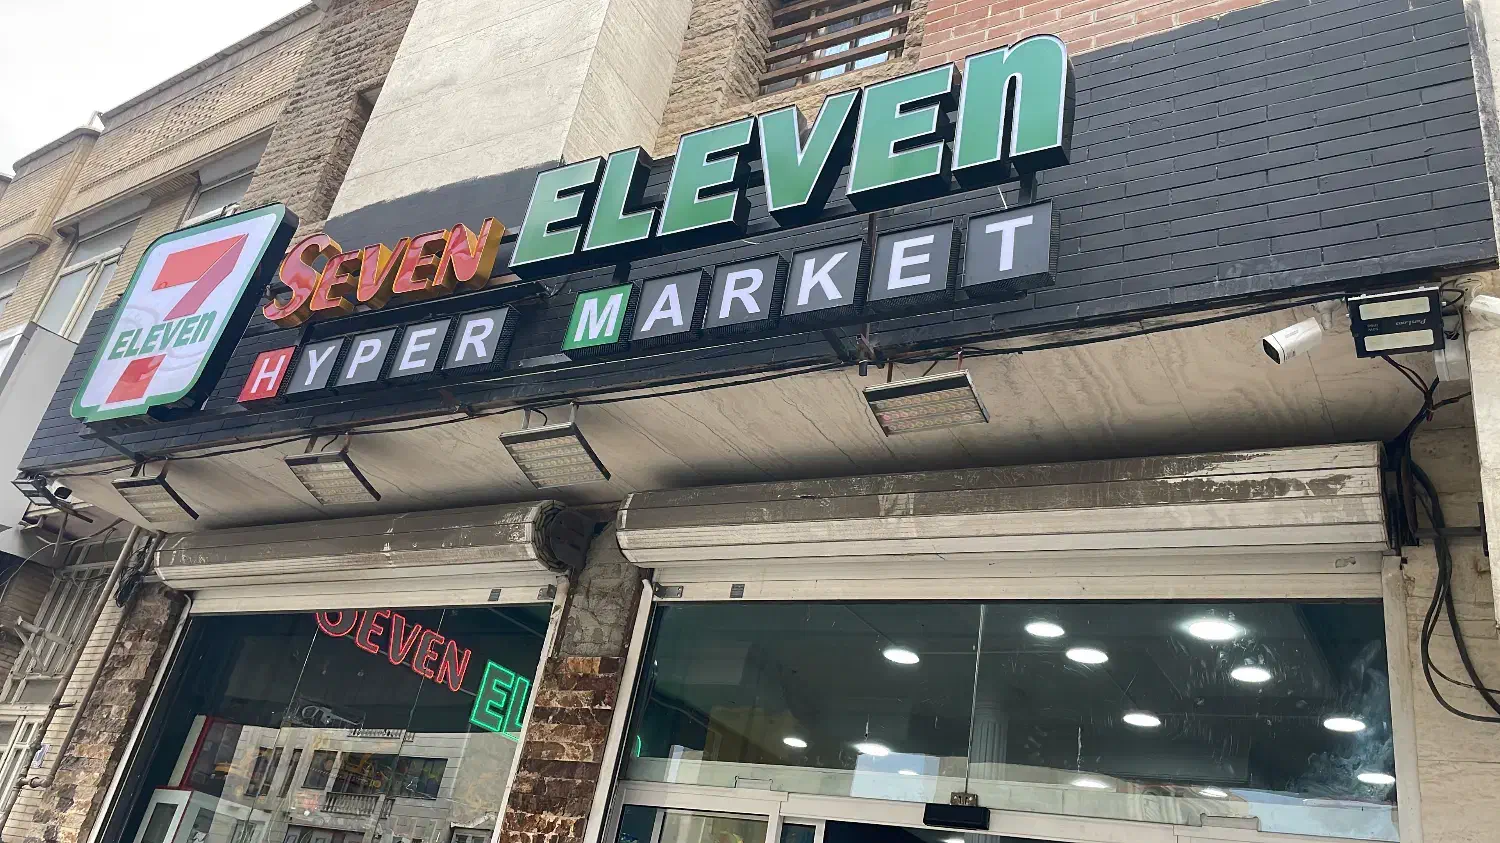 7
ELEVEn
SEVEN ELEVEn
HYPER MARKET
SEVEN EL